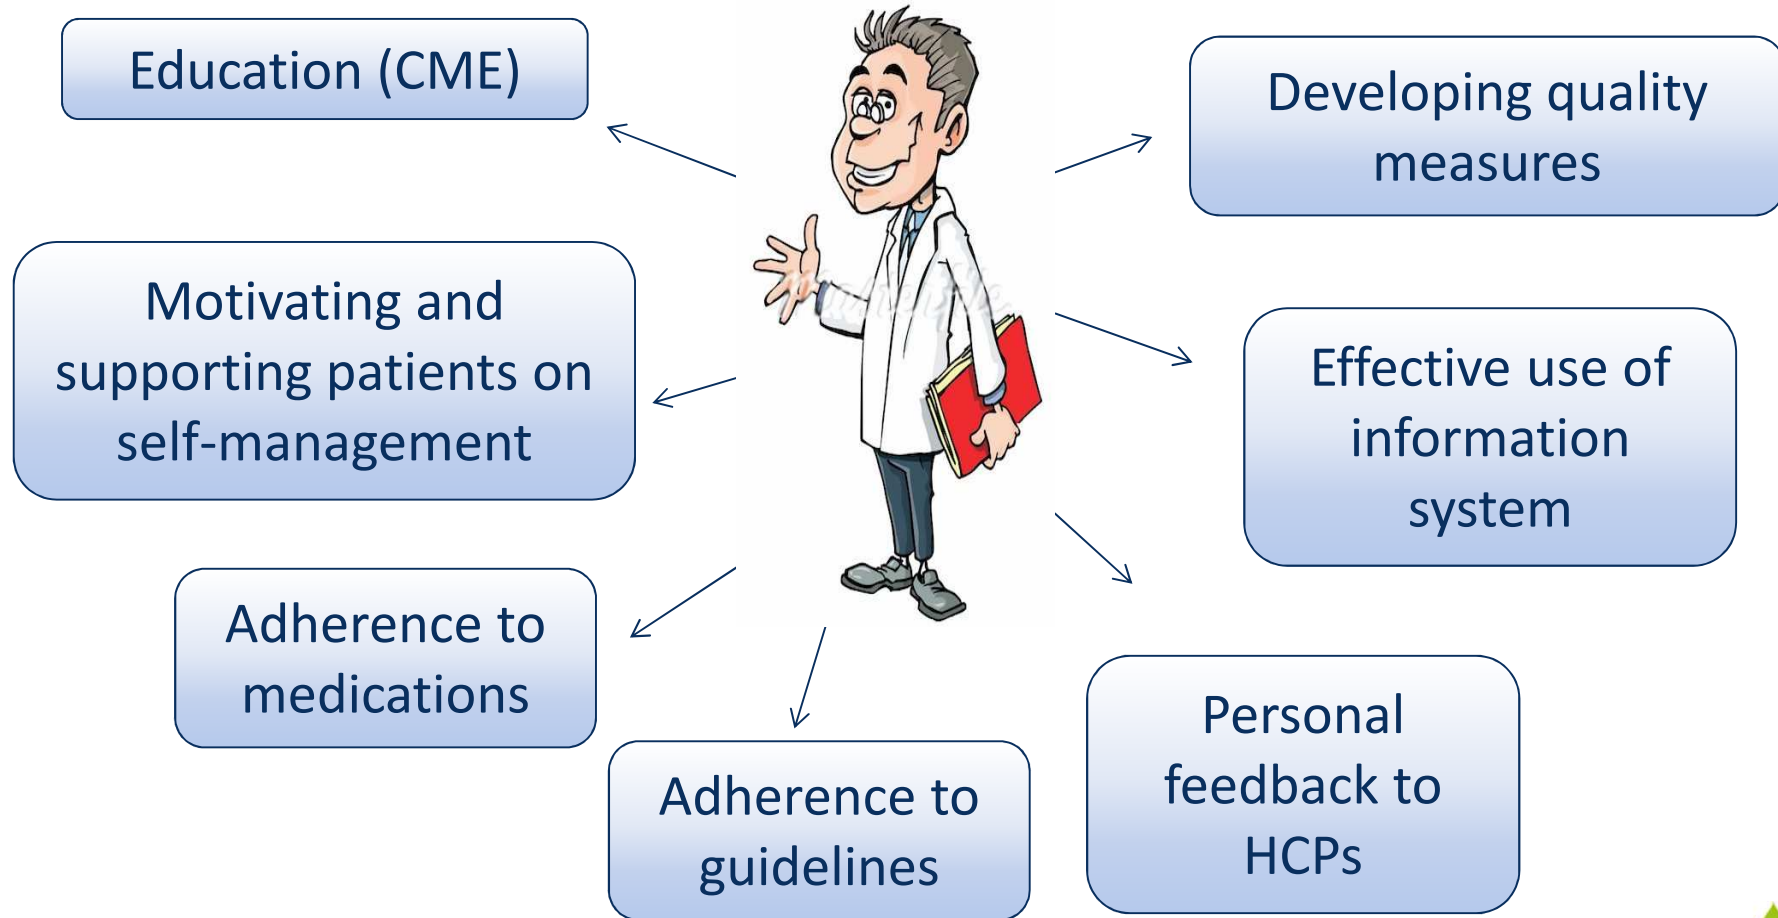 Education (CME)
Developing quality
measures
Motivating and
supporting patients on
self-management
Effective use of
information
system
Adherence to
medications
Adherence to
guidelines
Personal
feedback to
HCPs